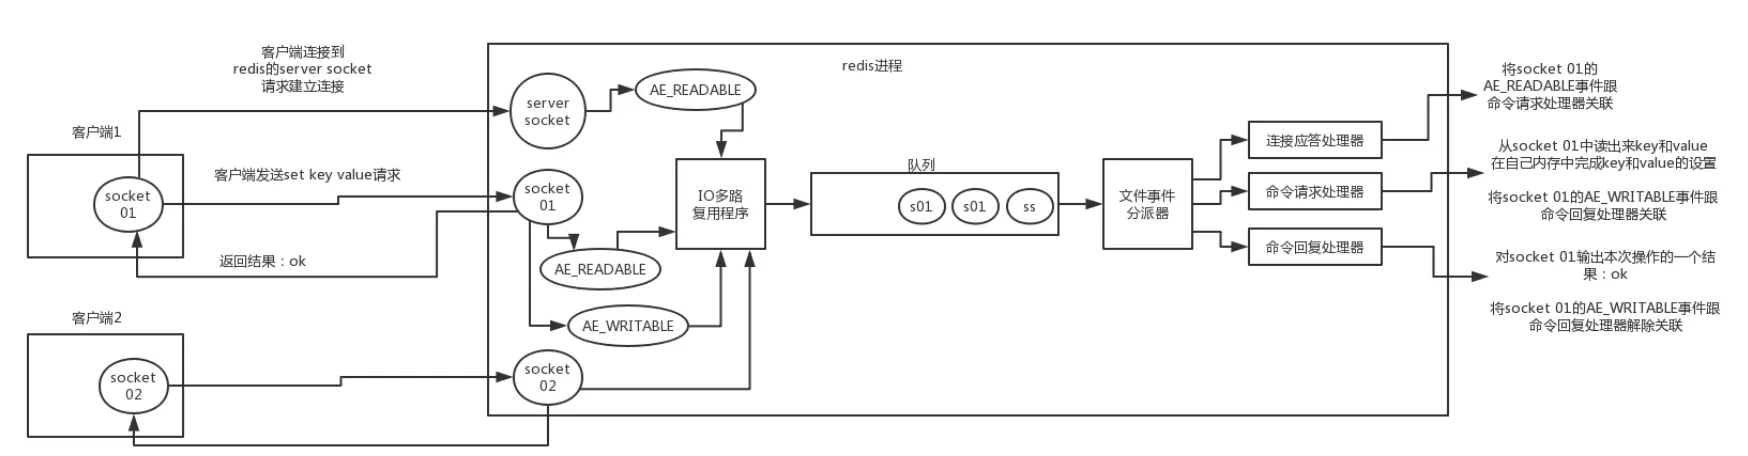 客户端连接到
redis的server socket
请求建立连接
客户端1
socket
01
客户端发送set key value请求
返回结果：ok
客户端2
socket
02
redis进程
server
socket
AE_READABLE
socket
01
AE_READABLE
AE_WRITABLE
socket
02
IO多路
复用程序
队列
s01
s01
ss
文件事件
分派器
连接应答处理器
命令请求处理器
命令回复处理器
将socket 01的
AE_READABLE事件跟
命令请求处理器关联
从socket 01中读出来key和value
在自己内存中完成key和value的设置
将socket 01的AE_WRITABLE事件跟
命令回复处理器关联
对socket 01输出本次操作的一个结
果：ok
将socket 01的AE_WRITABLE事件跟
命令回复处理器解除关联